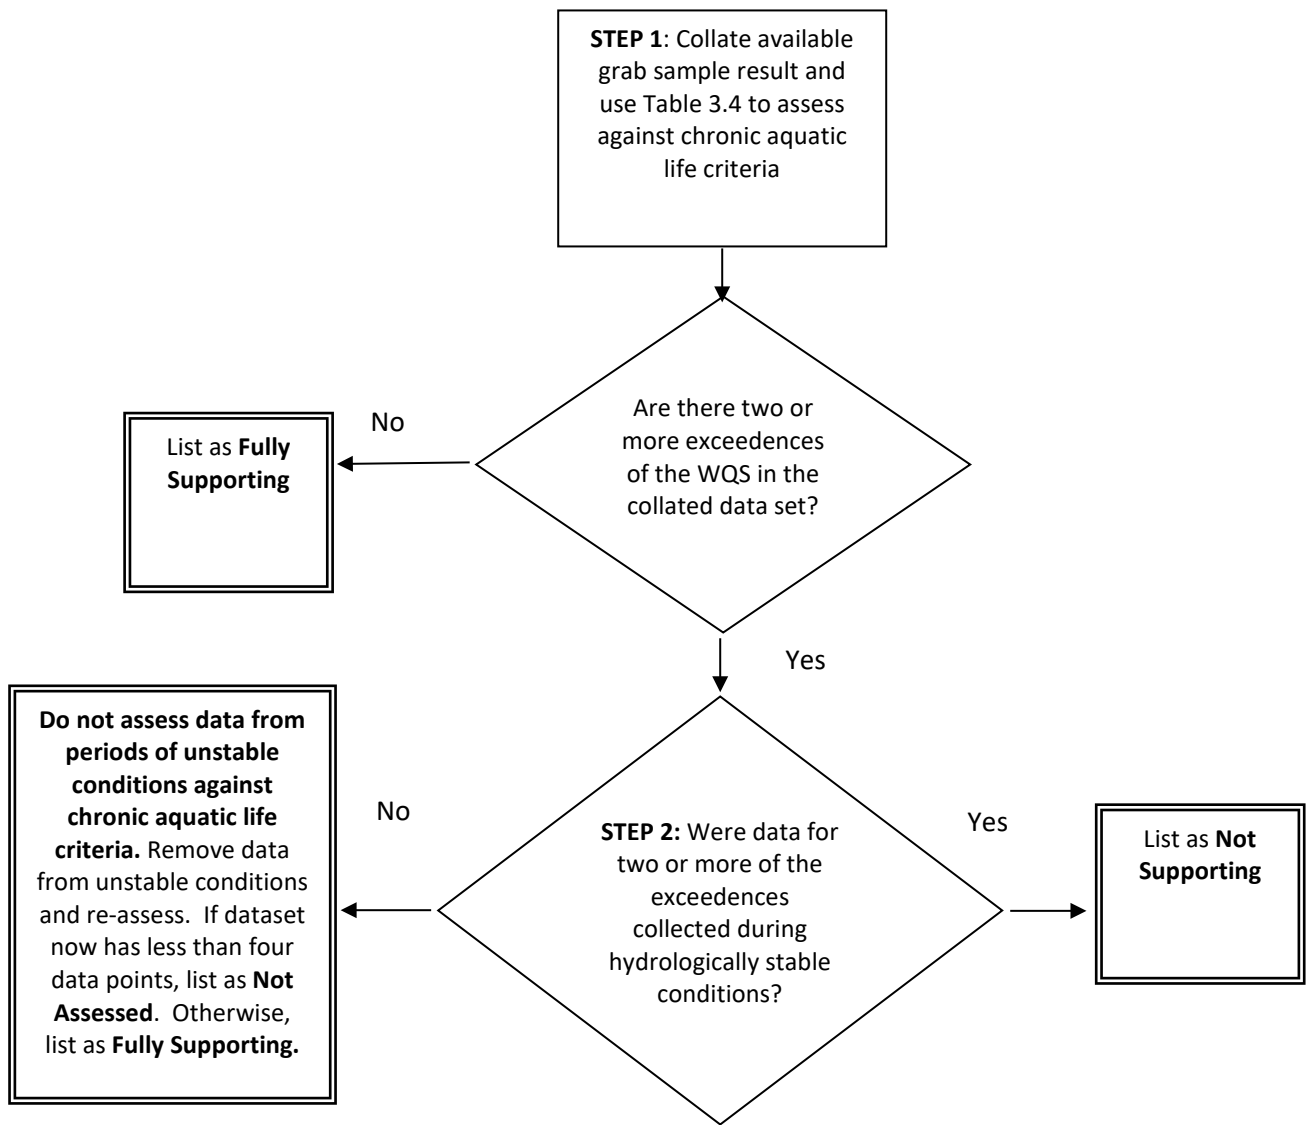 STEP 1: Collate available
grab sample result and
use Table 3.4 to assess
against chronic aquatic
life criteria
Are there two or
more exceedences
of the WQS in the
collated data set?
No
List as Fully
Supporting
Yes
STEP 2: Were data for
two or more of the
exceedences
collected during
hydrologically stable
conditions?
No
Do not assess data from
periods of unstable
conditions against
chronic aquatic life
criteria. Remove data
from unstable conditions
and re-assess. If dataset
now has less than four
data points, list as Not
Assessed. Otherwise,
list as Fully Supporting.
Yes
List as Not
Supporting